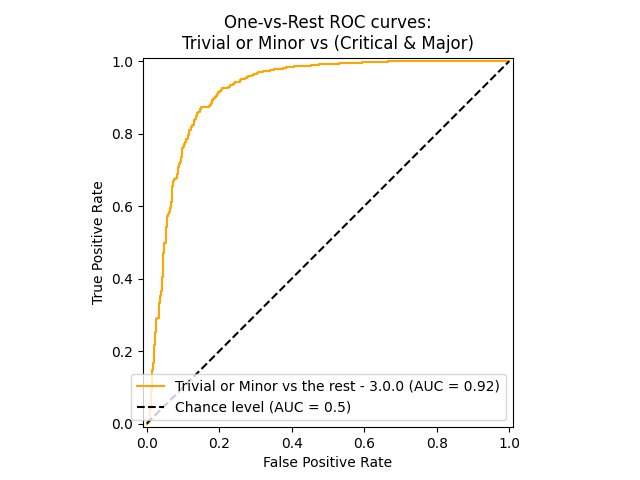 One-vs-Rest ROC curves:
Trivial or Minor vs (Critical & Major)
1.0
0.8
0.6
0.4
0.2
0.0
True Positive Rate
Trivial or Minor vs the rest - 3.0.0 (AUC = 0.92)
Chance level (AUC = 0.5)
0.0 0.2 0.4 0.6 0.8 1.0
False Positive Rate